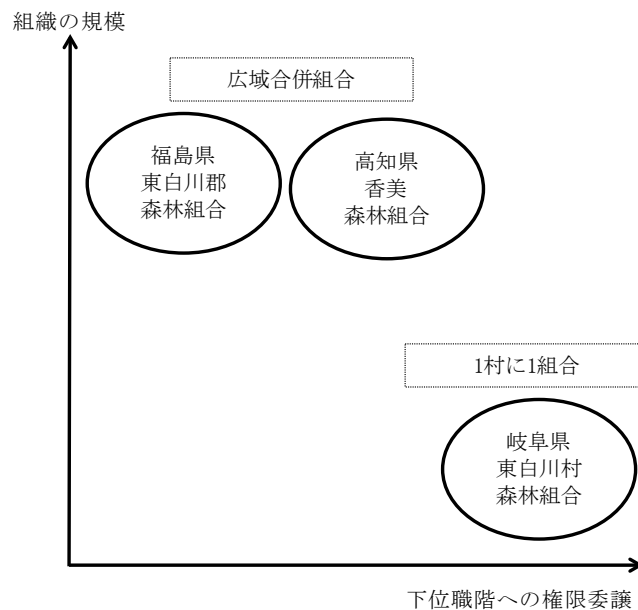 組織の規模
広域合併組合
福島県
東白川郡
森林組合
高知県
香美
森林組合
1村に1組合
岐阜県
東白川村
森林組合
下位職階への権限委譲